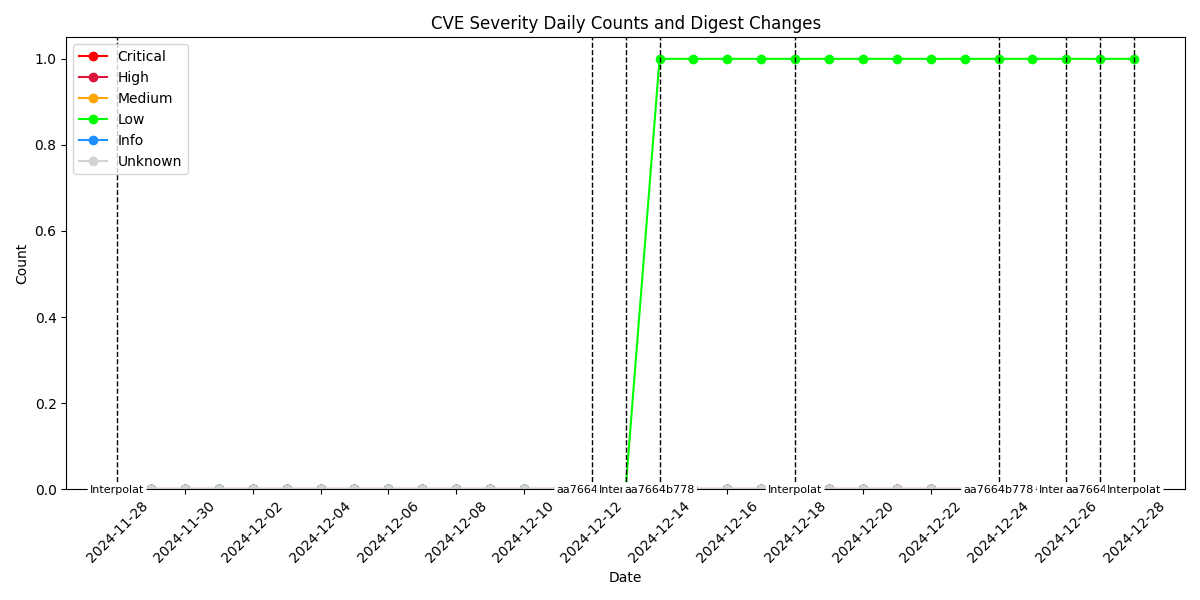 CVE Severity Daily Counts and Digest Changes
Critical
High
Medium
Low
Info
Unknown
1.0
0.8
0.6
0.4
0.2
0.0
Count
Interpolat
aa7664
Inter
aa7664b778
Interpolat
aa7664b778
Inter
aa7664
Interpolat
2024-11-28
2024-11-30
2024-12-02
2024-12-04
2024-12-06
2024-12-08
2024-12-10
2024-12-12
2024-12-14
2024-12-16
2024-12-18
2024-12-20
2024-12-22
2024-12-24
2024-12-26
2024-12-28
Date